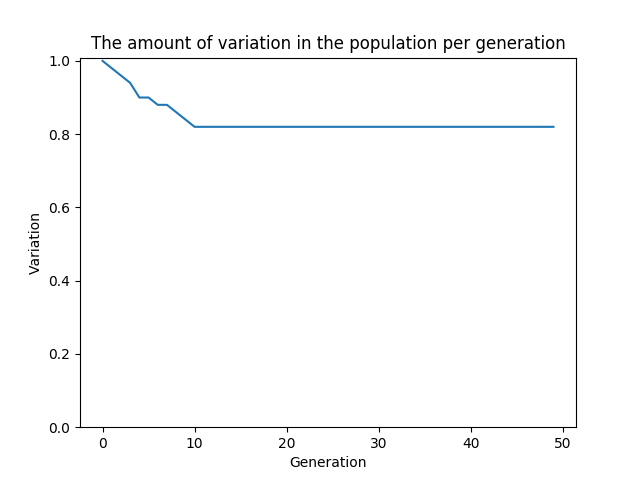 The amount of variation in the population per generation
1.0
0.8
0.6
0.4
0.2
0.0
Variation
0 10 20 30 40 50
Generation